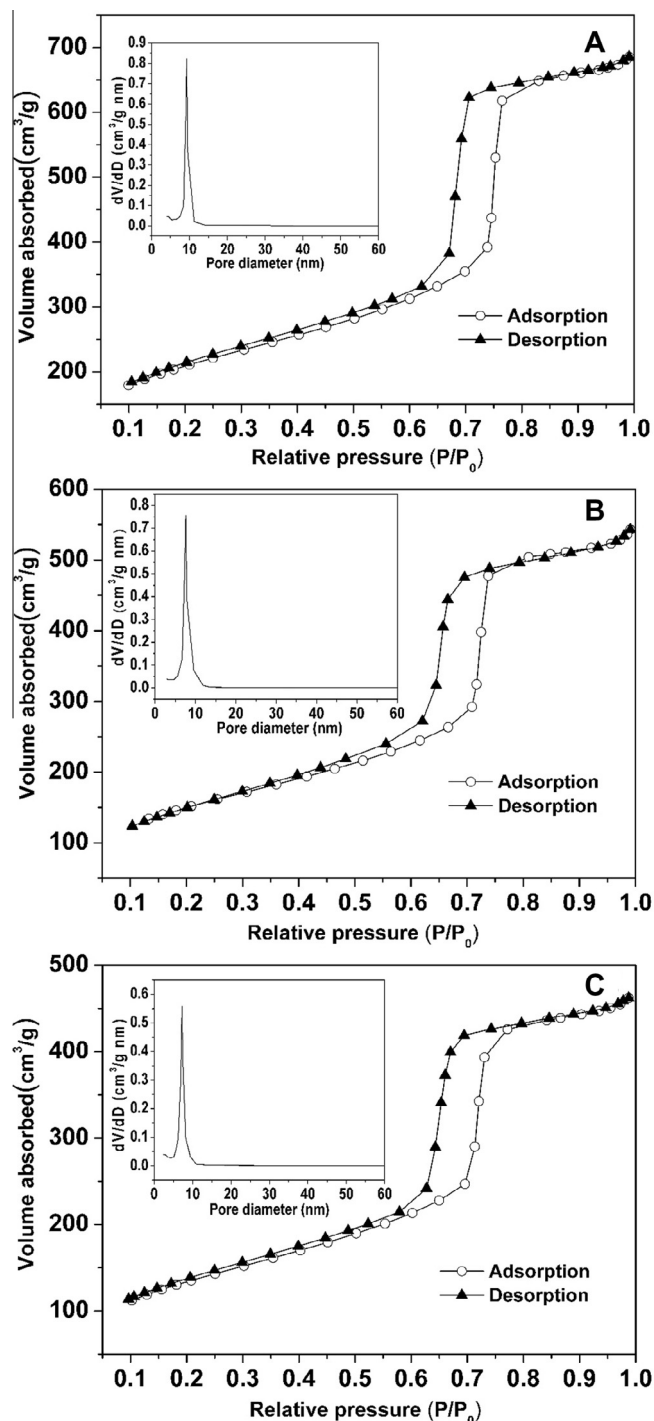 A
700
600
500
400
300
200
Volume absorbed(cm³/g)
0.1 0.2 0.3 0.4 0.5 0.6 0.7 0.8 0.9 1.0
Relative pressure (P/P₀)
Adsorption
Desorption
0.9
0.8
0.7
0.6
0.5
0.4
0.3
0.2
0.1
0.0
dV/dD (cm³/g nm)
0 10 20 30 40 50 60
Pore diameter (nm)
B
600
500
400
300
200
100
Volume absorbed(cm³/g)
0.1 0.2 0.3 0.4 0.5 0.6 0.7 0.8 0.9 1.0
Relative pressure (P/P₀)
Adsorption
Desorption
0.8
0.7
0.6
0.5
0.4
0.3
0.2
0.1
0.0
dV/dD (cm³/g nm)
0 10 20 30 40 50 60
Pore diameter (nm)
C
500
400
300
200
100
Volume absorbed(cm³/g)
0.1 0.2 0.3 0.4 0.5 0.6 0.7 0.8 0.9 1.0
Relative pressure (P/P₀)
Adsorption
Desorption
0.6
0.5
0.4
0.3
0.2
0.1
0.0
dV/dD (cm³/g nm)
0 10 20 30 40 50 60
Pore diameter (nm)